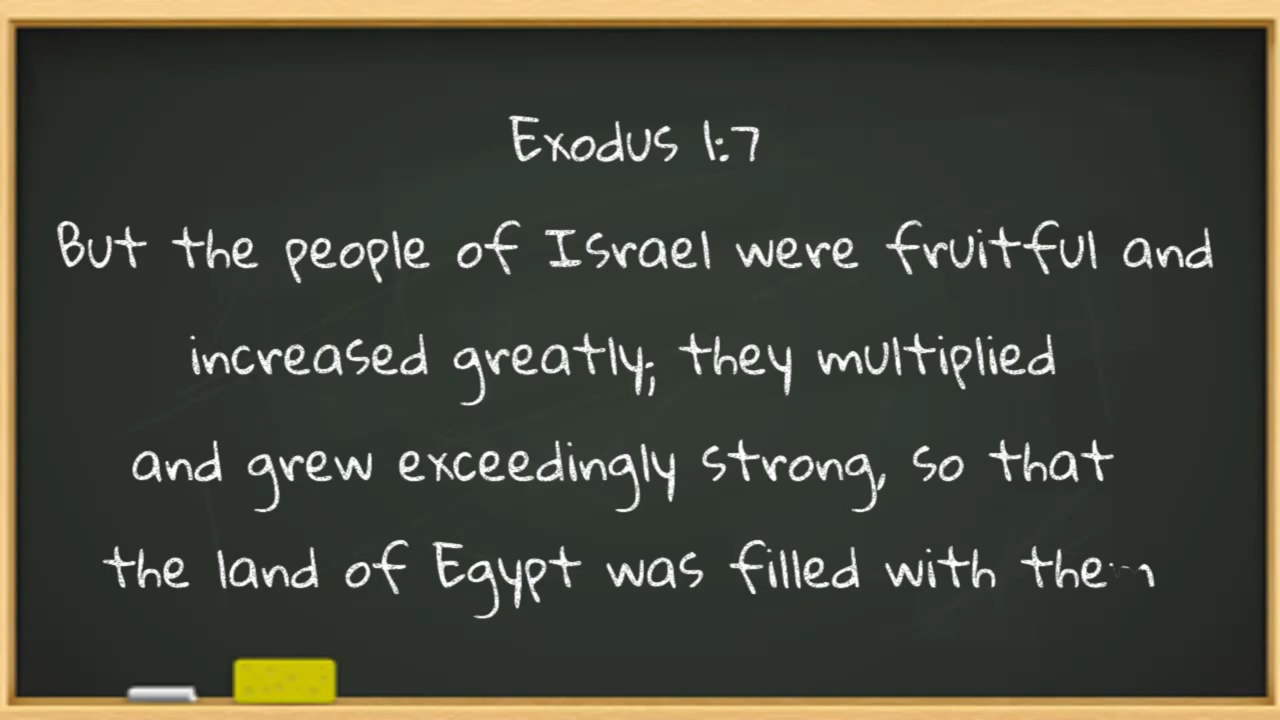 Exodus 1:7
But the people of Israel were fruitful and
increased greatly; they multiplied
and grew exceedingly strong, so that
the land of Egypt was filled with them